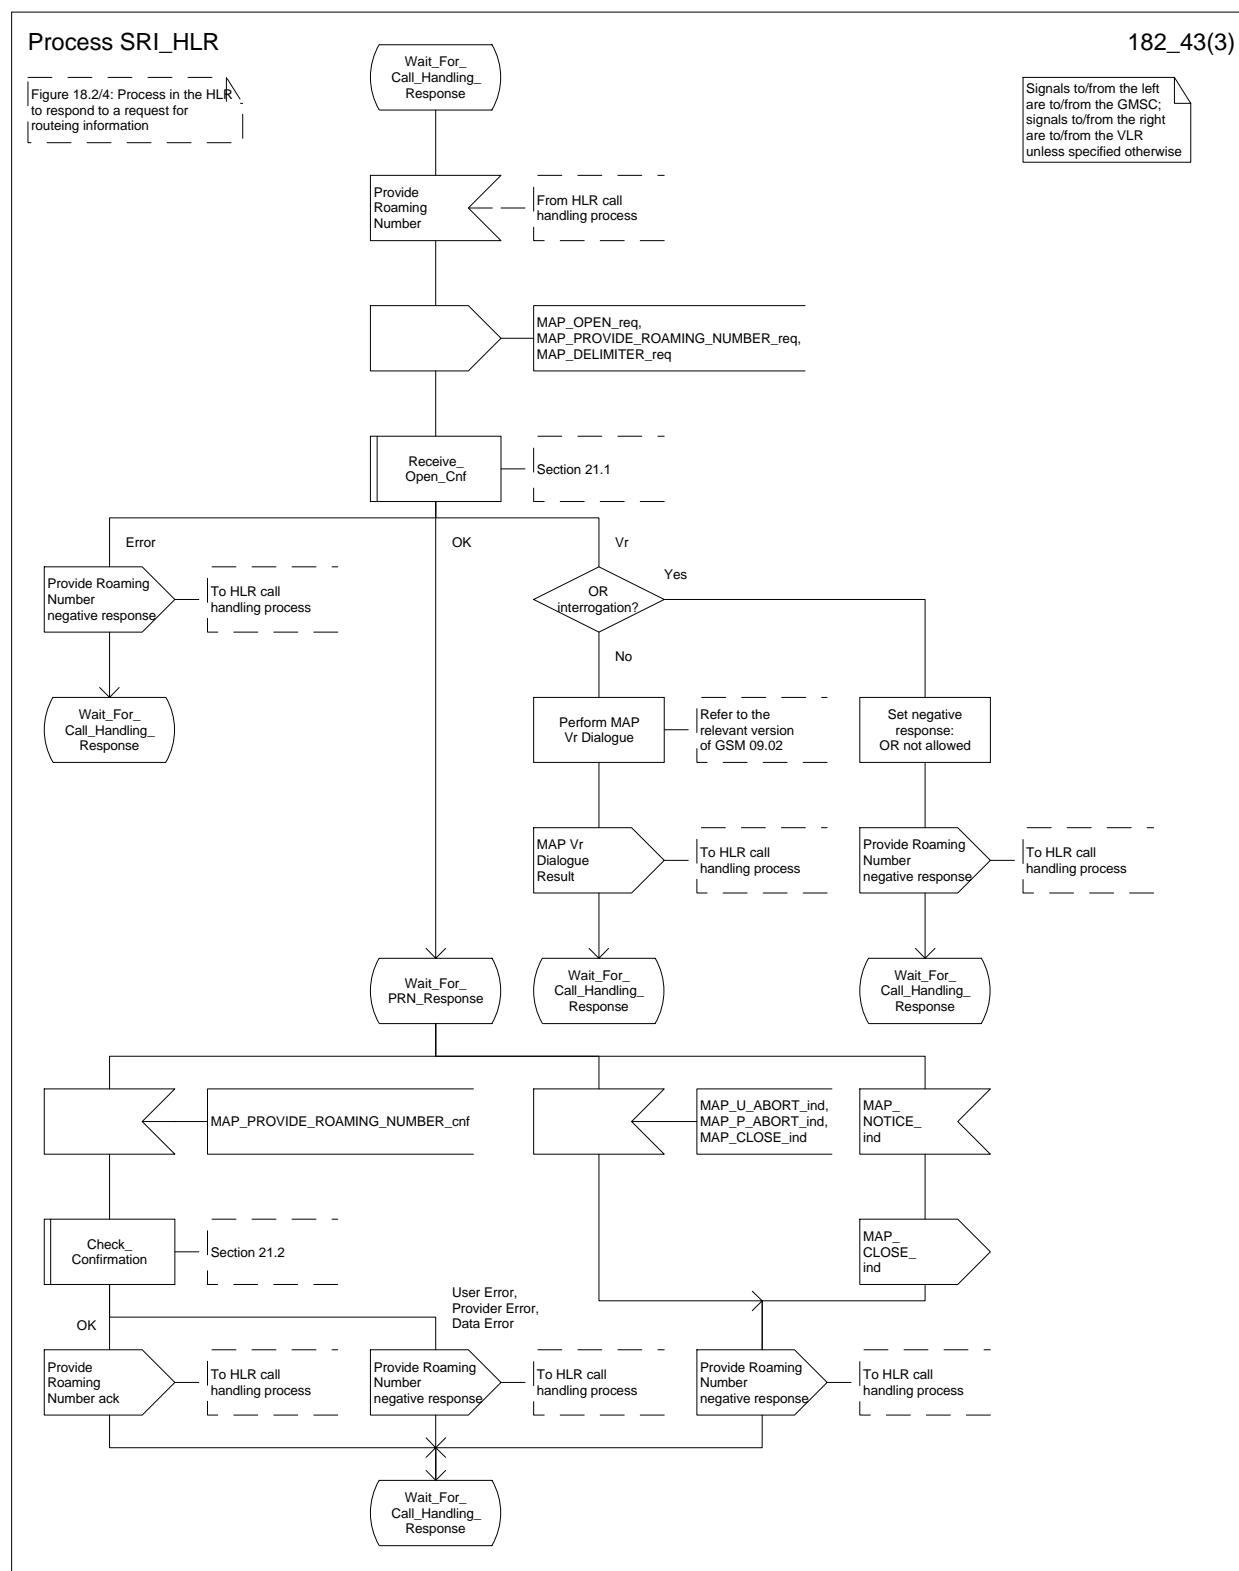 Process SRI_HLR
182_43(3)
Figure 18.2/4: Process in the HLR
to respond to a request for
routeing information
Wait_For_
Call_Handling_
Response
Signals to/from the left
are to/from the GMSC;
signals to/from the right
are to/from the VLR
unless specified otherwise
Provide
Roaming
Number
From HLR call
handling process
MAP_OPEN_req,
MAP_PROVIDE_ROAMING_NUMBER_req,
MAP_DELIMITER_req
Receive_
Open_Cnf
Section 21.1
Error
OK
Vr
Provide Roaming
Number
negative response
To HLR call
handling process
OR
interrogation?
Yes
No
Wait_For_
Call_Handling_
Response
Perform MAP
Vr Dialogue
Refer to the
relevant version
of GSM 09.02
Set negative
response:
OR not allowed
MAP Vr
Dialogue
Result
To HLR call
handling process
Provide Roaming
Number
negative response
To HLR call
handling process
Wait_For_
PRN_Response
Wait_For_
Call_Handling_
Response
Wait_For_
Call_Handling_
Response
MAP_PROVIDE_ROAMING_NUMBER_cnf
MAP_U_ABORT_ind,
MAP_P_ABORT_ind,
MAP_CLOSE_ind
MAP_
NOTICE_
ind
Check_
Confirmation
Section 21.2
MAP_
CLOSE_
ind
OK
User Error,
Provider Error,
Data Error
Provide
Roaming
Number ack
To HLR call
handling process
Provide Roaming
Number
negative response
To HLR call
handling process
Provide Roaming
Number
negative response
To HLR call
handling process
Wait_For_
Call_Handling_
Response